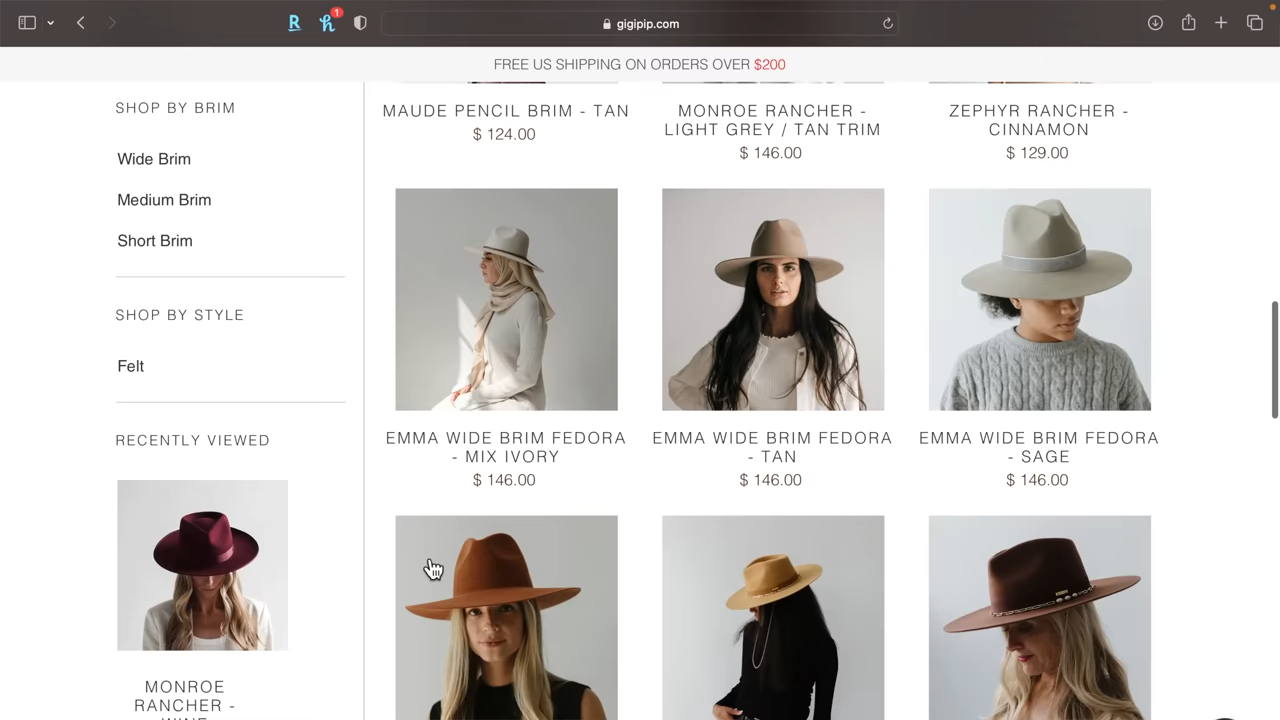 R
h
1
gigipip.com
FREE US SHIPPING ON ORDERS OVER $200
SHOP BY BRIM
Wide Brim
Medium Brim
Short Brim
SHOP BY STYLE
Felt
RECENTLY VIEWED
MONROE
RANCHER -
WINE
MAUDE PENCIL BRIM - TAN
$ 124.00
MONROE RANCHER -
LIGHT GREY / TAN TRIM
$ 146.00
ZEPHYR RANCHER -
CINNAMON
$ 129.00
EMMA WIDE BRIM FEDORA
- MIX IVORY
$ 146.00
EMMA WIDE BRIM FEDORA
- TAN
$ 146.00
EMMA WIDE BRIM FEDORA
- SAGE
$ 146.00